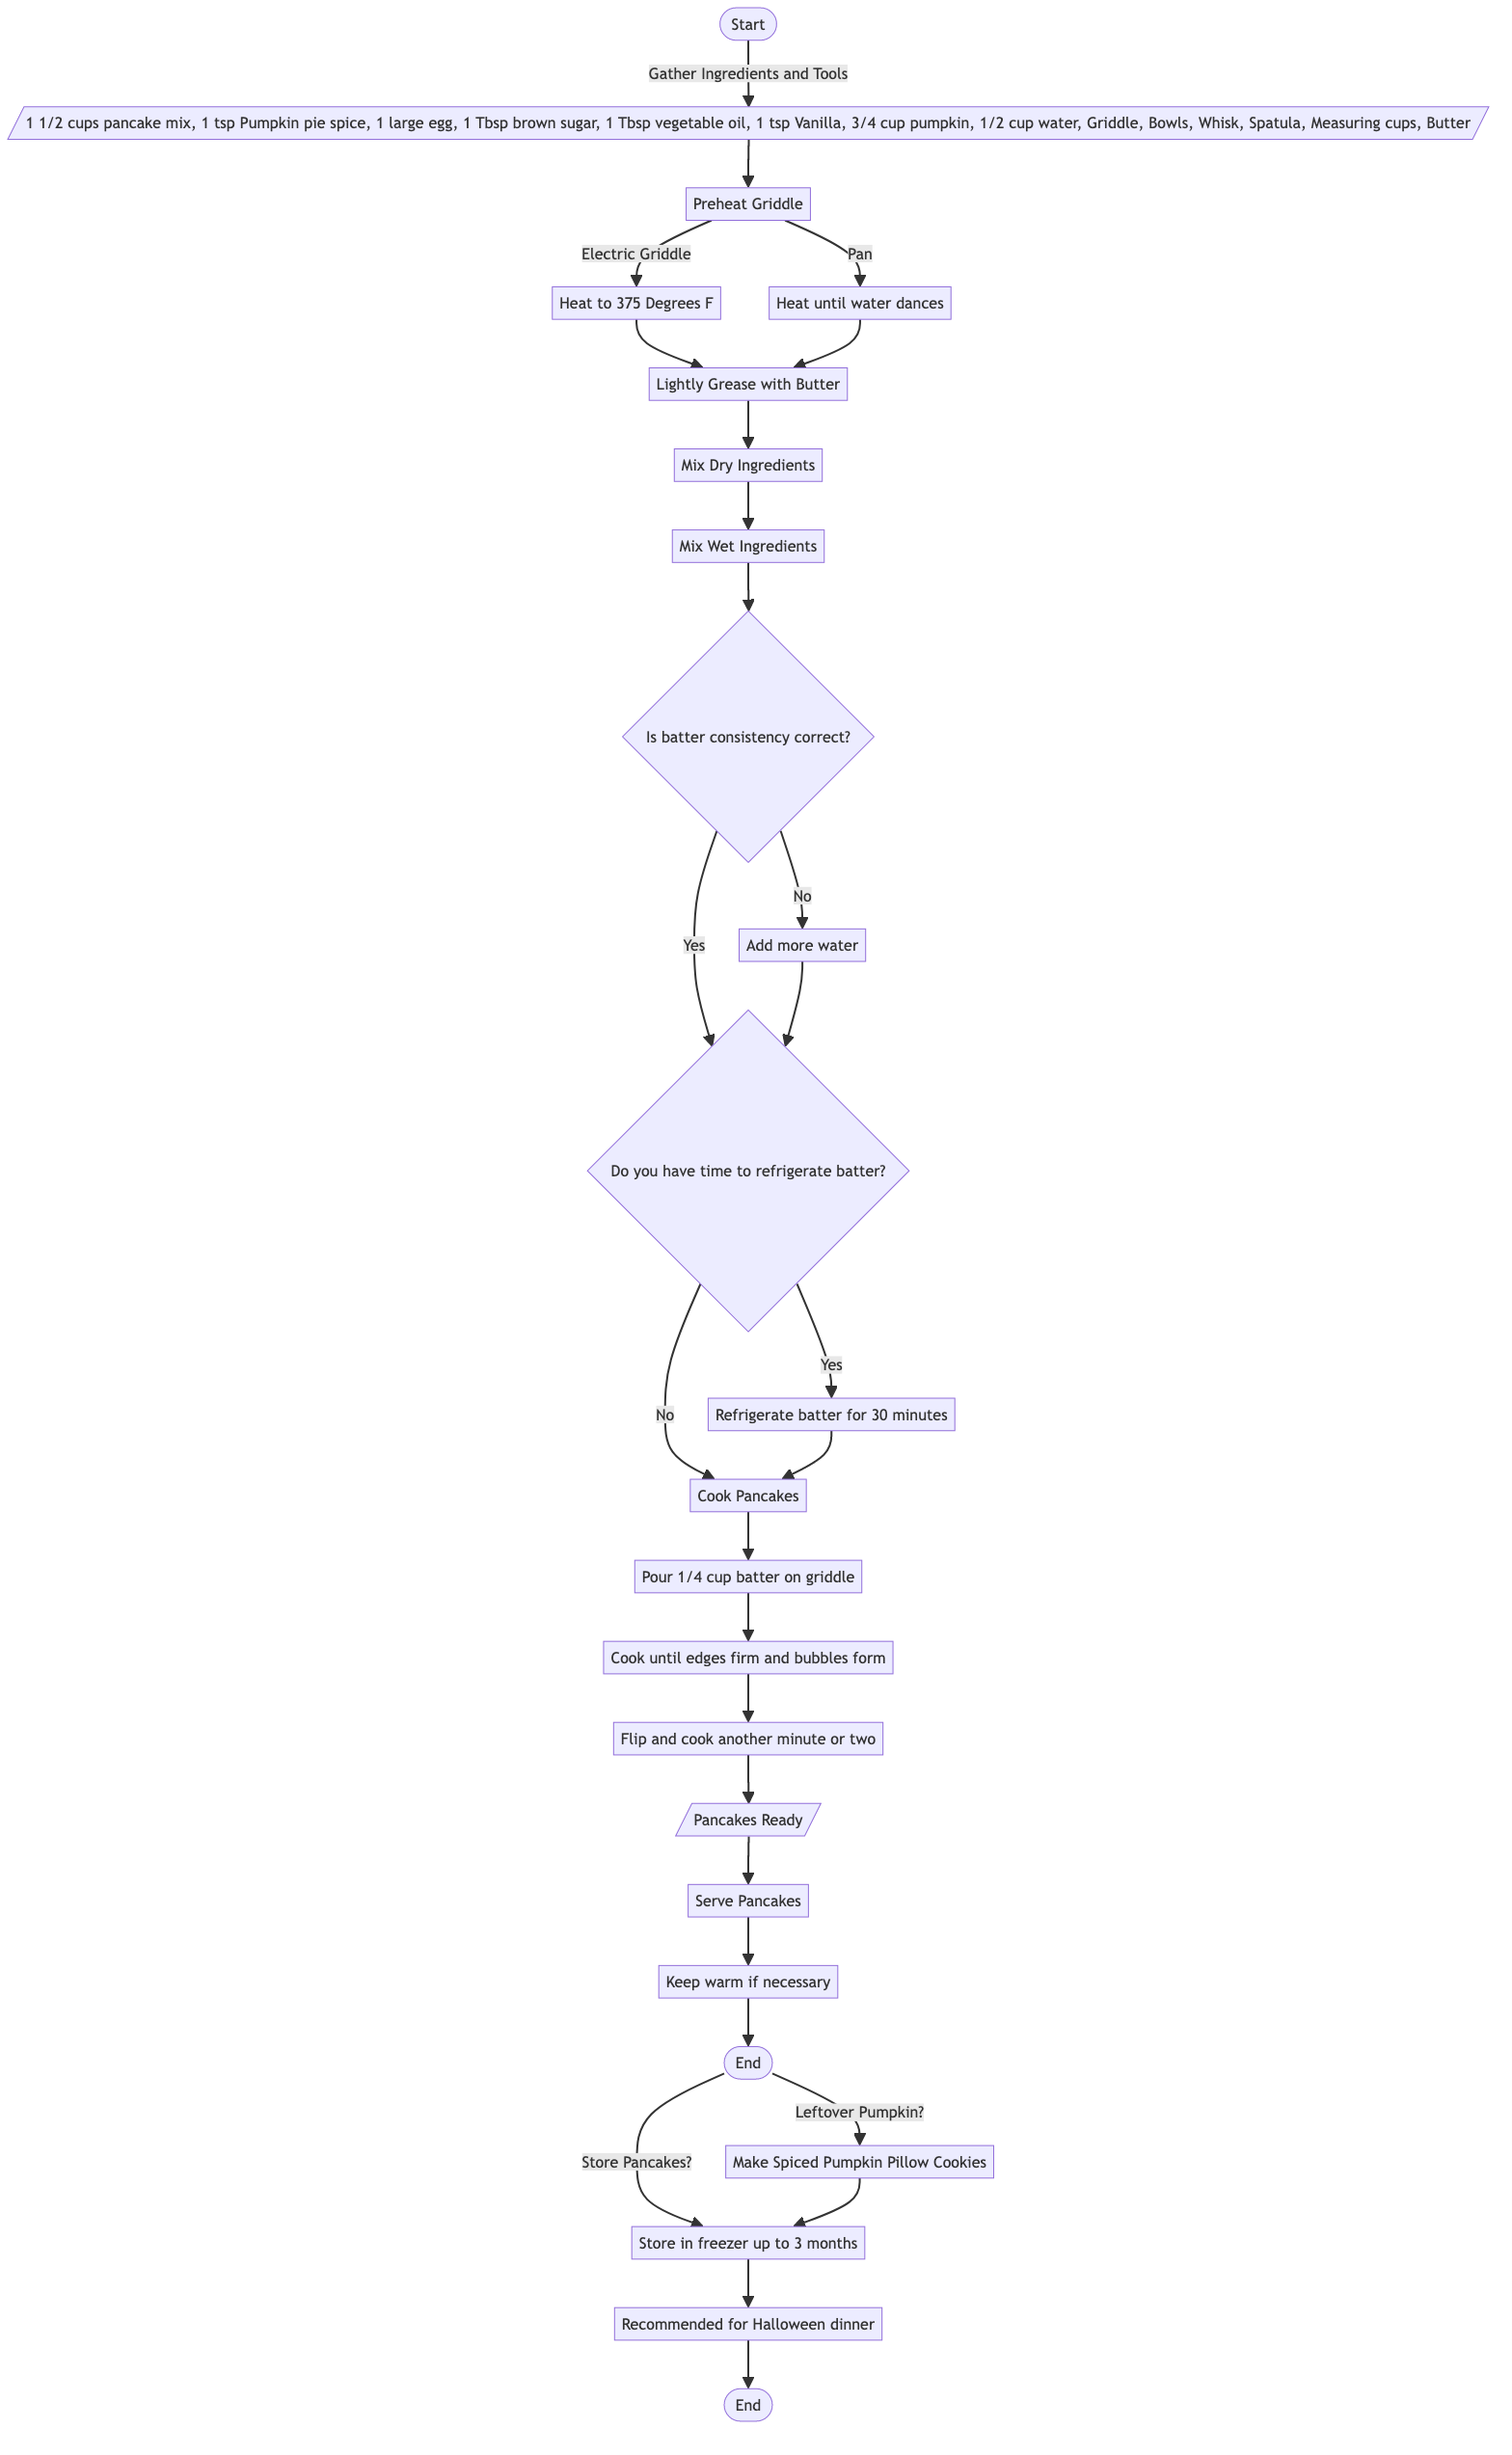 Start
Gather Ingredients and Tools
1 1/2 cups pancake mix, 1 tsp Pumpkin pie spice, 1 large egg, 1 Tbsp brown sugar, 1 Tbsp vegetable oil, 1 tsp Vanilla, 3/4 cup pumpkin, 1/2 cup water, Griddle, Bowls, Whisk, Spatula, Measuring cups, Butter
Preheat Griddle
Electric Griddle
Pan
Heat to 375 Degrees F
Heat until water dances
Lightly Grease with Butter
Mix Dry Ingredients
Mix Wet Ingredients
Is batter consistency correct?
No
Yes
Add more water
Do you have time to refrigerate batter?
Yes
No
Refrigerate batter for 30 minutes
Cook Pancakes
Pour 1/4 cup batter on griddle
Cook until edges firm and bubbles form
Flip and cook another minute or two
Pancakes Ready
Serve Pancakes
Keep warm if necessary
End
Leftover Pumpkin?
Store Pancakes?
Make Spiced Pumpkin Pillow Cookies
Store in freezer up to 3 months
Recommended for Halloween dinner
End